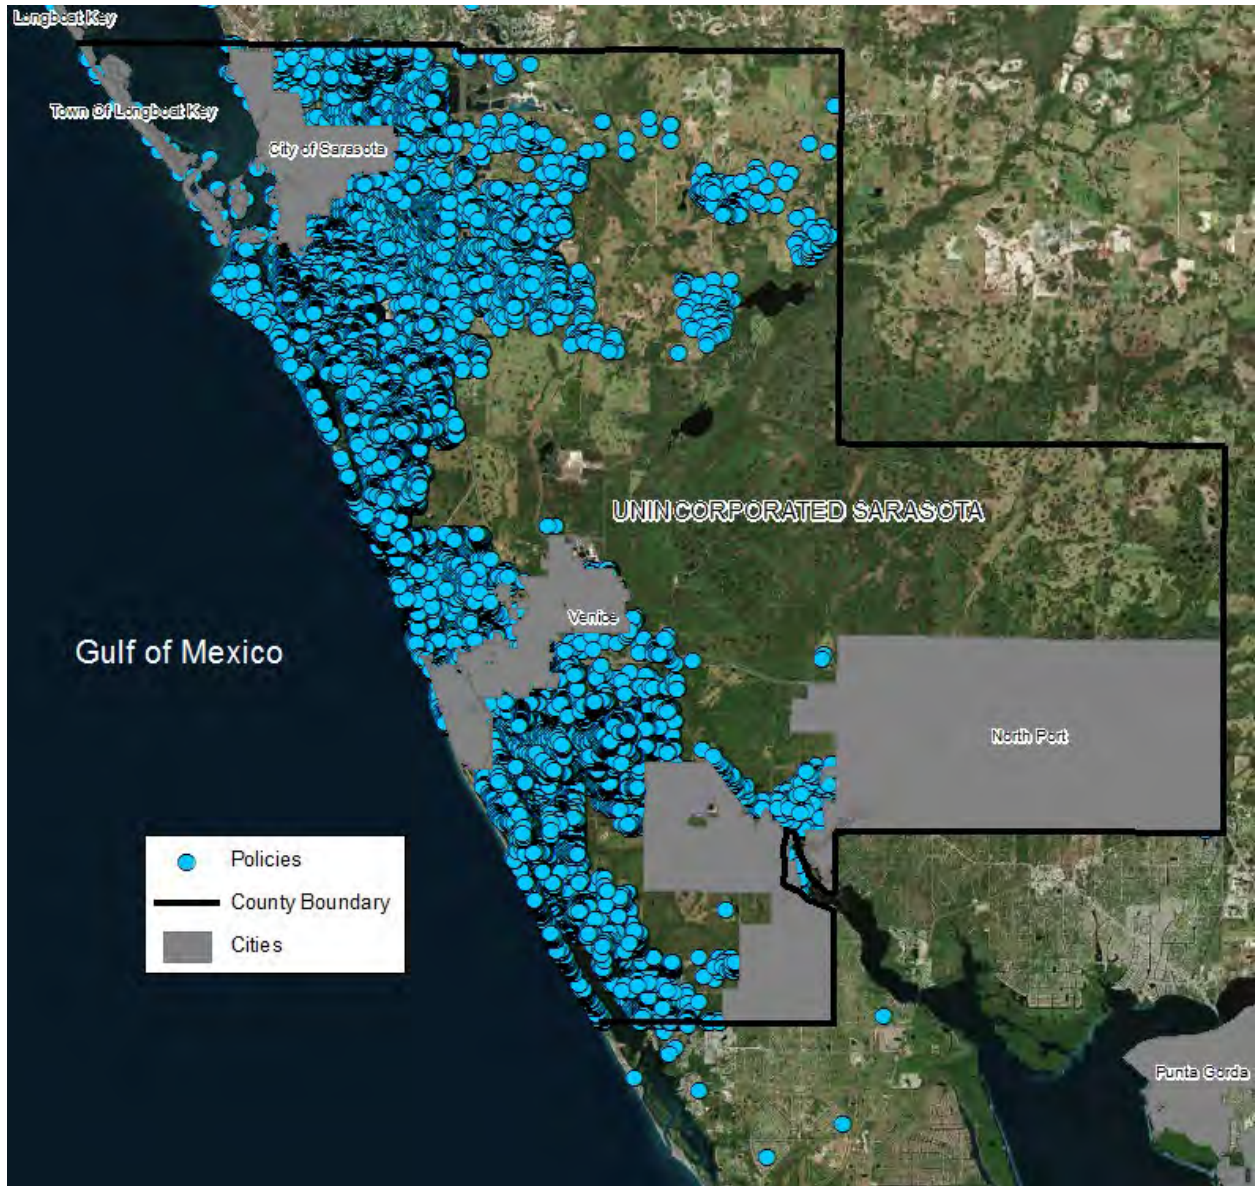 Longboat Key
Town Of Longboat Key
City of Sarasota
UNINCORPORATED SARASOTA
Venice
Gulf of Mexico
North Port
Policies
County Boundary
Cities
Punta Gorda